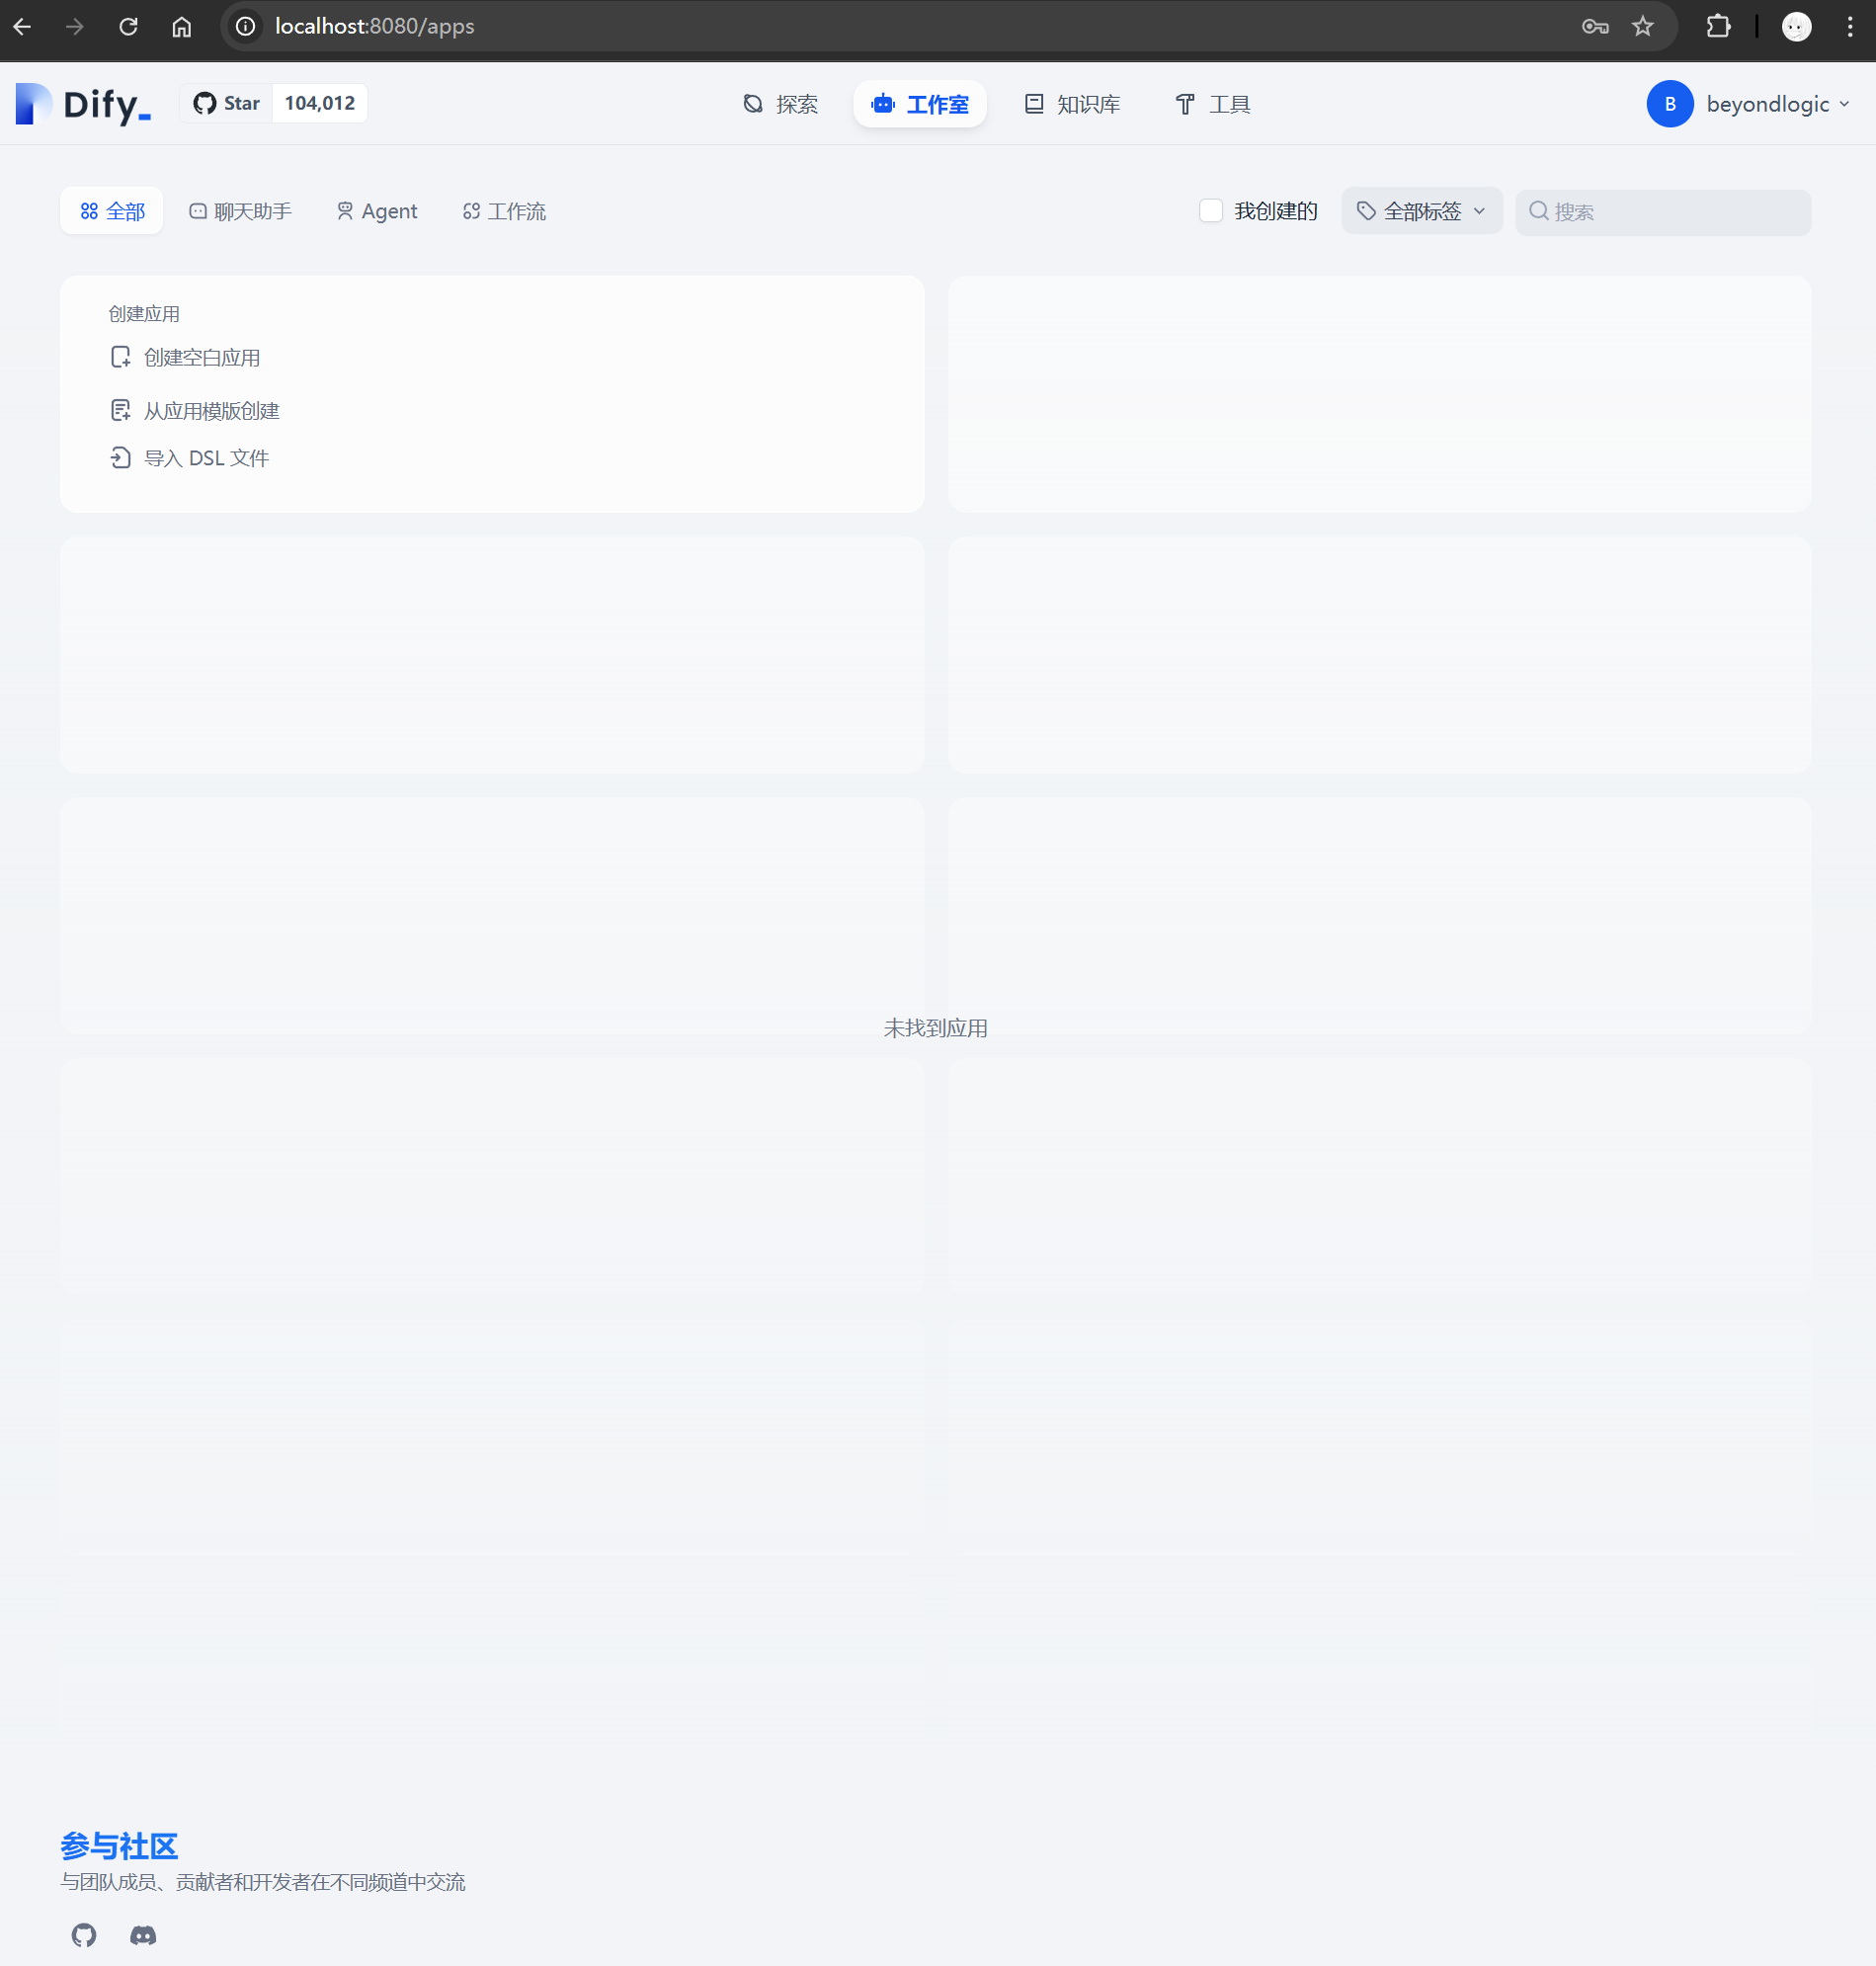 localhost:8080/apps
Dify_
Star 104,012
探索 工作室 知识库 工具
B beyondlogic
全部 聊天助手 Agent 工作流
我创建的 全部标签 搜索
创建应用
创建空白应用
从应用模版创建
导入 DSL 文件
未找到应用
参与社区
与团队成员、贡献者和开发者在不同频道中交流